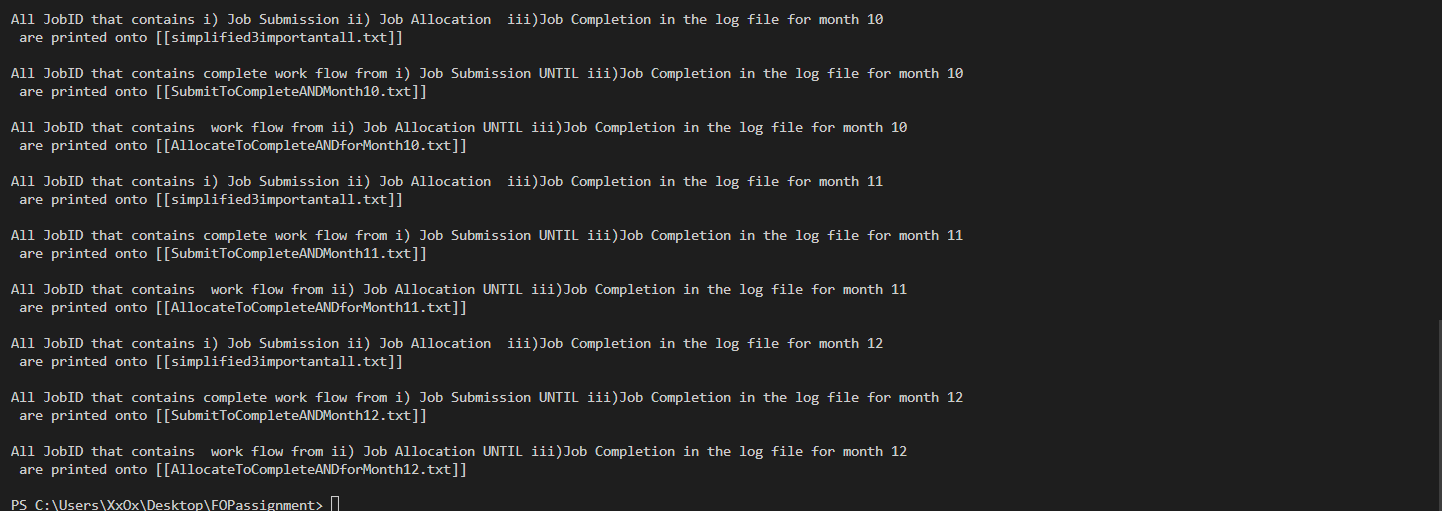 All JobID that contains i) Job Submission ii) Job Allocation  iii)Job Completion in the log file for month 10
 are printed onto [[simplified3importantall.txt]]
All JobID that contains complete work flow from i) Job Submission UNTIL iii)Job Completion in the log file for month 10
 are printed onto [[SubmitToCompleteANDMonth10.txt]]
All JobID that contains  work flow from ii) Job Allocation UNTIL iii)Job Completion in the log file for month 10
 are printed onto [[AllocateToCompleteANDforMonth10.txt]]
All JobID that contains i) Job Submission ii) Job Allocation  iii)Job Completion in the log file for month 11
 are printed onto [[simplified3importantall.txt]]
All JobID that contains complete work flow from i) Job Submission UNTIL iii)Job Completion in the log file for month 11
 are printed onto [[SubmitToCompleteANDMonth11.txt]]
All JobID that contains  work flow from ii) Job Allocation UNTIL iii)Job Completion in the log file for month 11
 are printed onto [[AllocateToCompleteANDforMonth11.txt]]
All JobID that contains i) Job Submission ii) Job Allocation  iii)Job Completion in the log file for month 12
 are printed onto [[simplified3importantall.txt]]
All JobID that contains complete work flow from i) Job Submission UNTIL iii)Job Completion in the log file for month 12
 are printed onto [[SubmitToCompleteANDMonth12.txt]]
All JobID that contains  work flow from ii) Job Allocation UNTIL iii)Job Completion in the log file for month 12
 are printed onto [[AllocateToCompleteANDforMonth12.txt]]
PS C:\Users\XxOx\Desktop\FOPassignment>